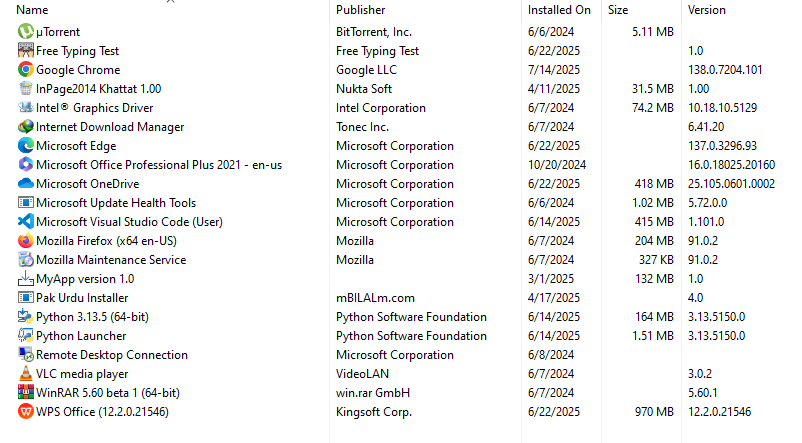 Name Publisher Installed On Size Version
µTorrent BitTorrent, Inc. 6/6/2024 5.11 MB
Free Typing Test Free Typing Test 6/22/2025 1.0
Google Chrome Google LLC 7/14/2025 138.0.7204.101
InPage2014 Khattat 1.00 Nukta Soft 4/11/2025 31.5 MB 1.00
Intel® Graphics Driver Intel Corporation 6/7/2024 74.2 MB 10.18.10.5129
Internet Download Manager Tonec Inc. 6/7/2024 6.41.20
Microsoft Edge Microsoft Corporation 6/22/2025 137.0.3296.93
Microsoft Office Professional Plus 2021 - en-us Microsoft Corporation 10/20/2024 16.0.18025.20160
Microsoft OneDrive Microsoft Corporation 6/22/2025 418 MB 25.105.0601.0002
Microsoft Update Health Tools Microsoft Corporation 6/6/2024 1.02 MB 5.72.0.0
Microsoft Visual Studio Code (User) Microsoft Corporation 6/14/2025 415 MB 1.101.0
Mozilla Firefox (x64 en-US) Mozilla 6/7/2024 204 MB 91.0.2
Mozilla Maintenance Service Mozilla 6/7/2024 327 KB 91.0.2
MyApp version 1.0 3/1/2025 132 MB 1.0
Pak Urdu Installer mBILALm.com 4/17/2025 4.0
Python 3.13.5 (64-bit) Python Software Foundation 6/14/2025 164 MB 3.13.5150.0
Python Launcher Python Software Foundation 6/14/2025 1.51 MB 3.13.5150.0
Remote Desktop Connection Microsoft Corporation 6/8/2024
VLC media player VideoLAN 6/7/2024 3.0.2
WinRAR 5.60 beta 1 (64-bit) win.rar GmbH 6/7/2024 5.60.1
WPS Office (12.2.0.21546) Kingsoft Corp. 6/22/2025 970 MB 12.2.0.21546